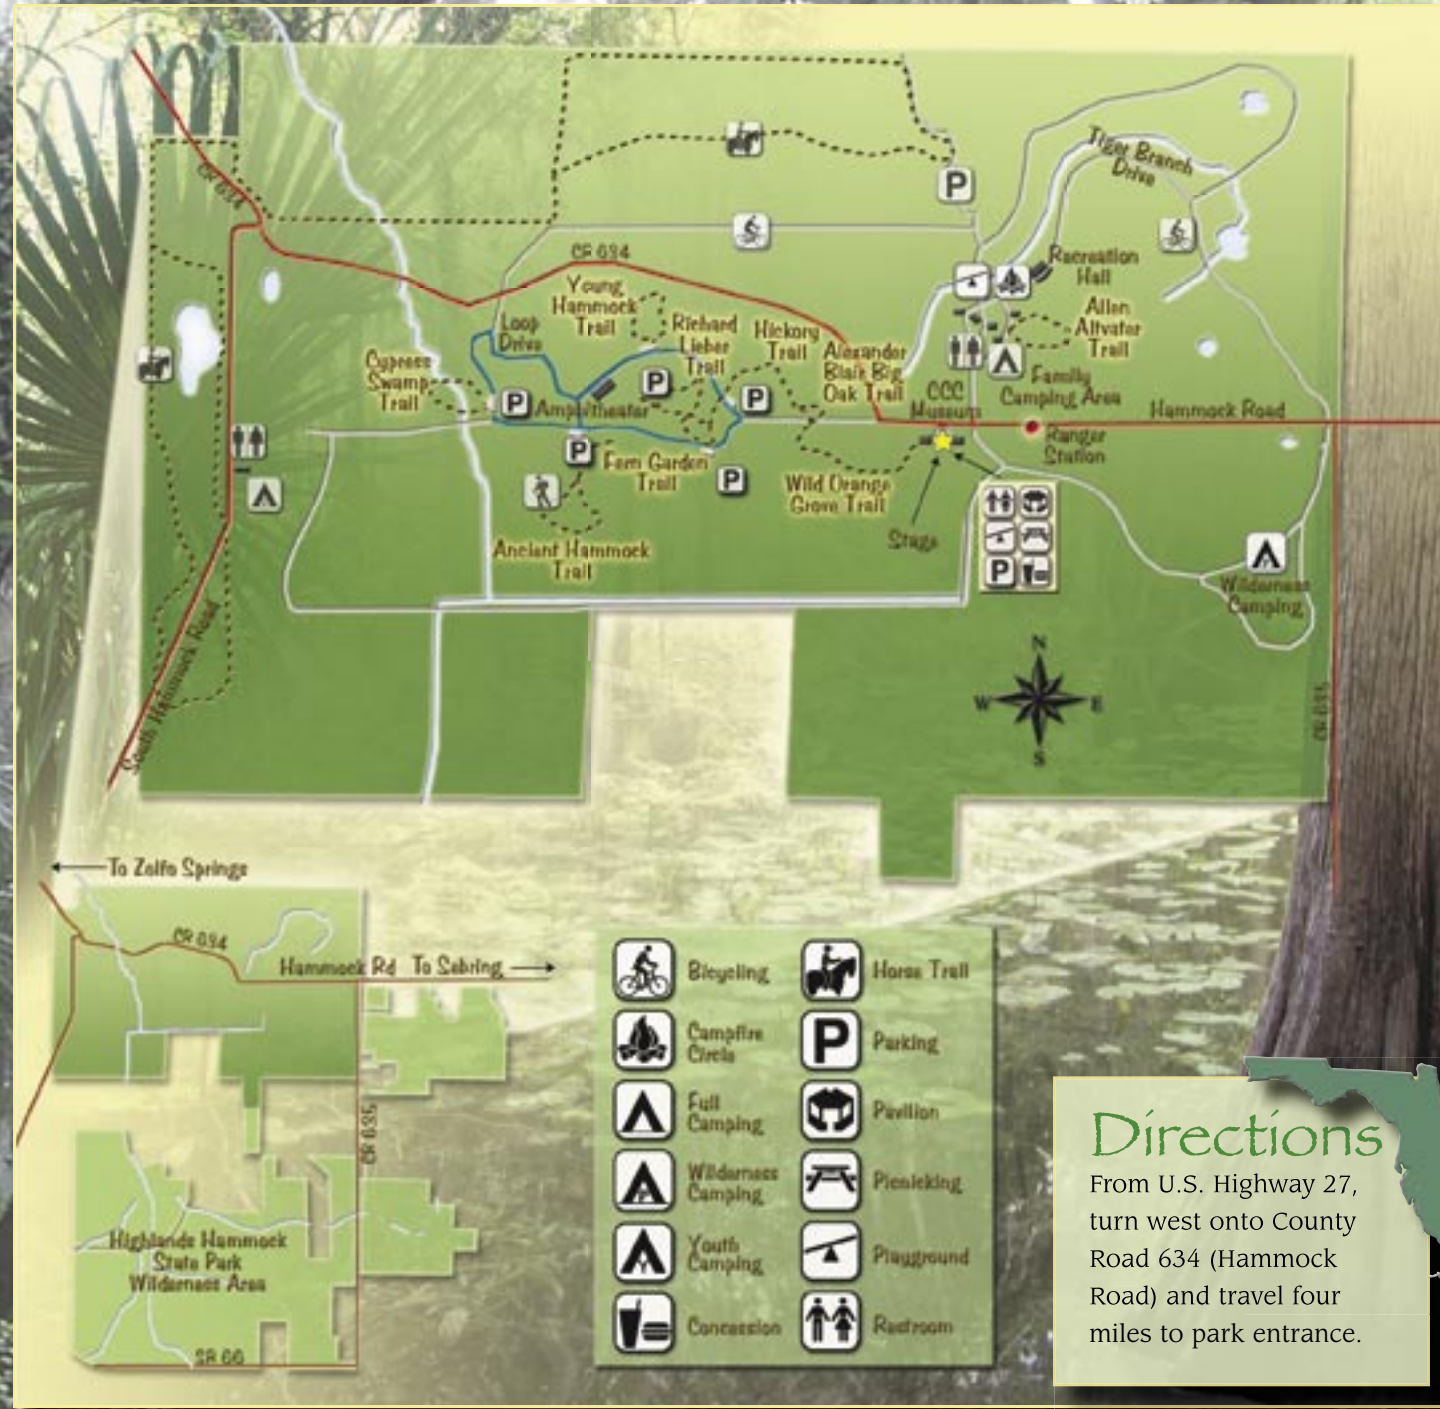 CR 634
Tiger Branch
Drive
P
CR 634
Recreation
Hall
Young
Hammock
Trail
Loop
Drive
Richard
Lieber
Trail
Hickory
Trail
Allen
Altvater
Trail
Cypress
Swamp
Trail
Alexander
Blair Big
Oak Trail
Family
Camping Area
P
Amphitheater
P
P
CCC
Museum
Hammock Road
Ranger
Station
P
Fern Garden
Trail
P
Wild Orange
Grove Trail
Stage
Ancient Hammock
Trail
P
Wilderness
Camping
South Hammock Road
N
W
E
S
CR 635
To Zolfo Springs
CR 634
Hammock Rd To Sebring
CR 635
Highlands Hammock
State Park
Wilderness Area
SR 66
Bicycling
Campfire
Circle
Full
Camping
Wilderness
Camping
Youth
Camping
Concession
Horse Trail
P
Parking
Pavilion
Picnicking
Playground
Restroom
Directions
From U.S. Highway 27,
turn west onto County
Road 634 (Hammock
Road) and travel four
miles to park entrance.